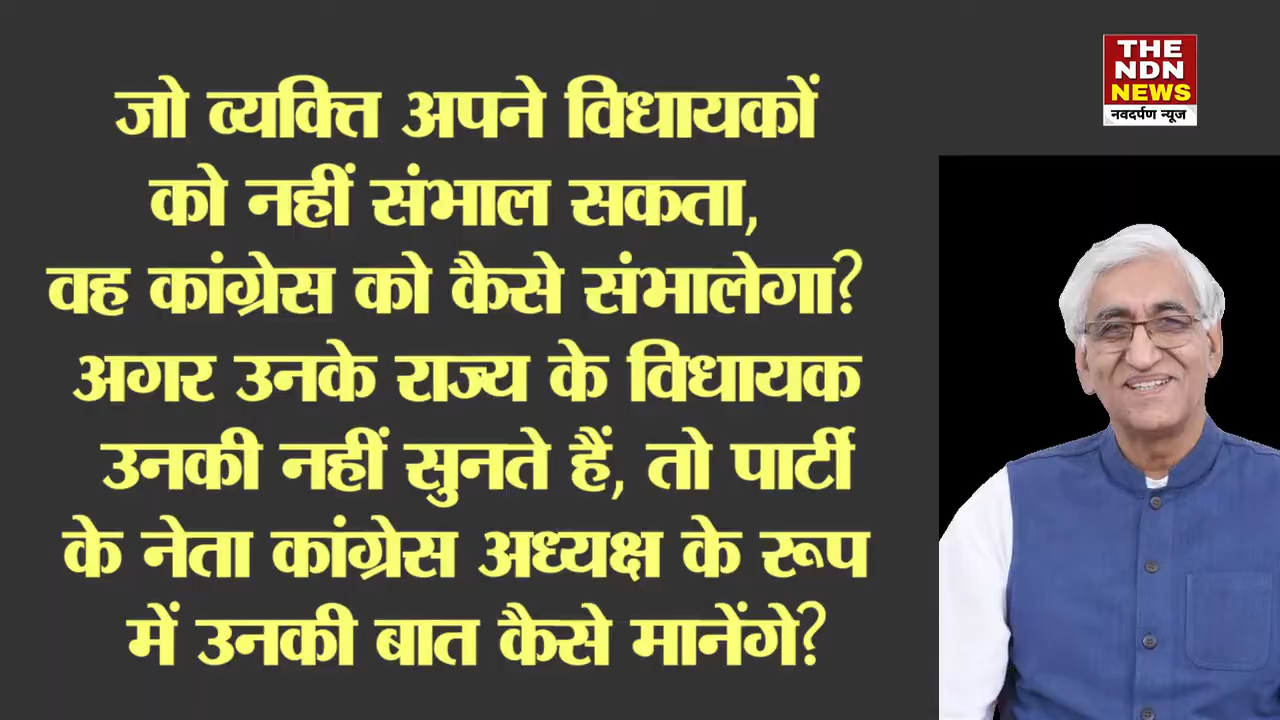 THE
NDN
NEWS
नवदर्पण न्यूज
जो व्यक्ति अपने विधायकों
को नहीं संभाल सकता,
वह कांग्रेस को कैसे संभालेगा?
अगर उनके राज्य के विधायक
उनकी नहीं सुनते हैं, तो पार्टी
के नेता कांग्रेस अध्यक्ष के रूप
में उनकी बात कैसे मानेंगे?